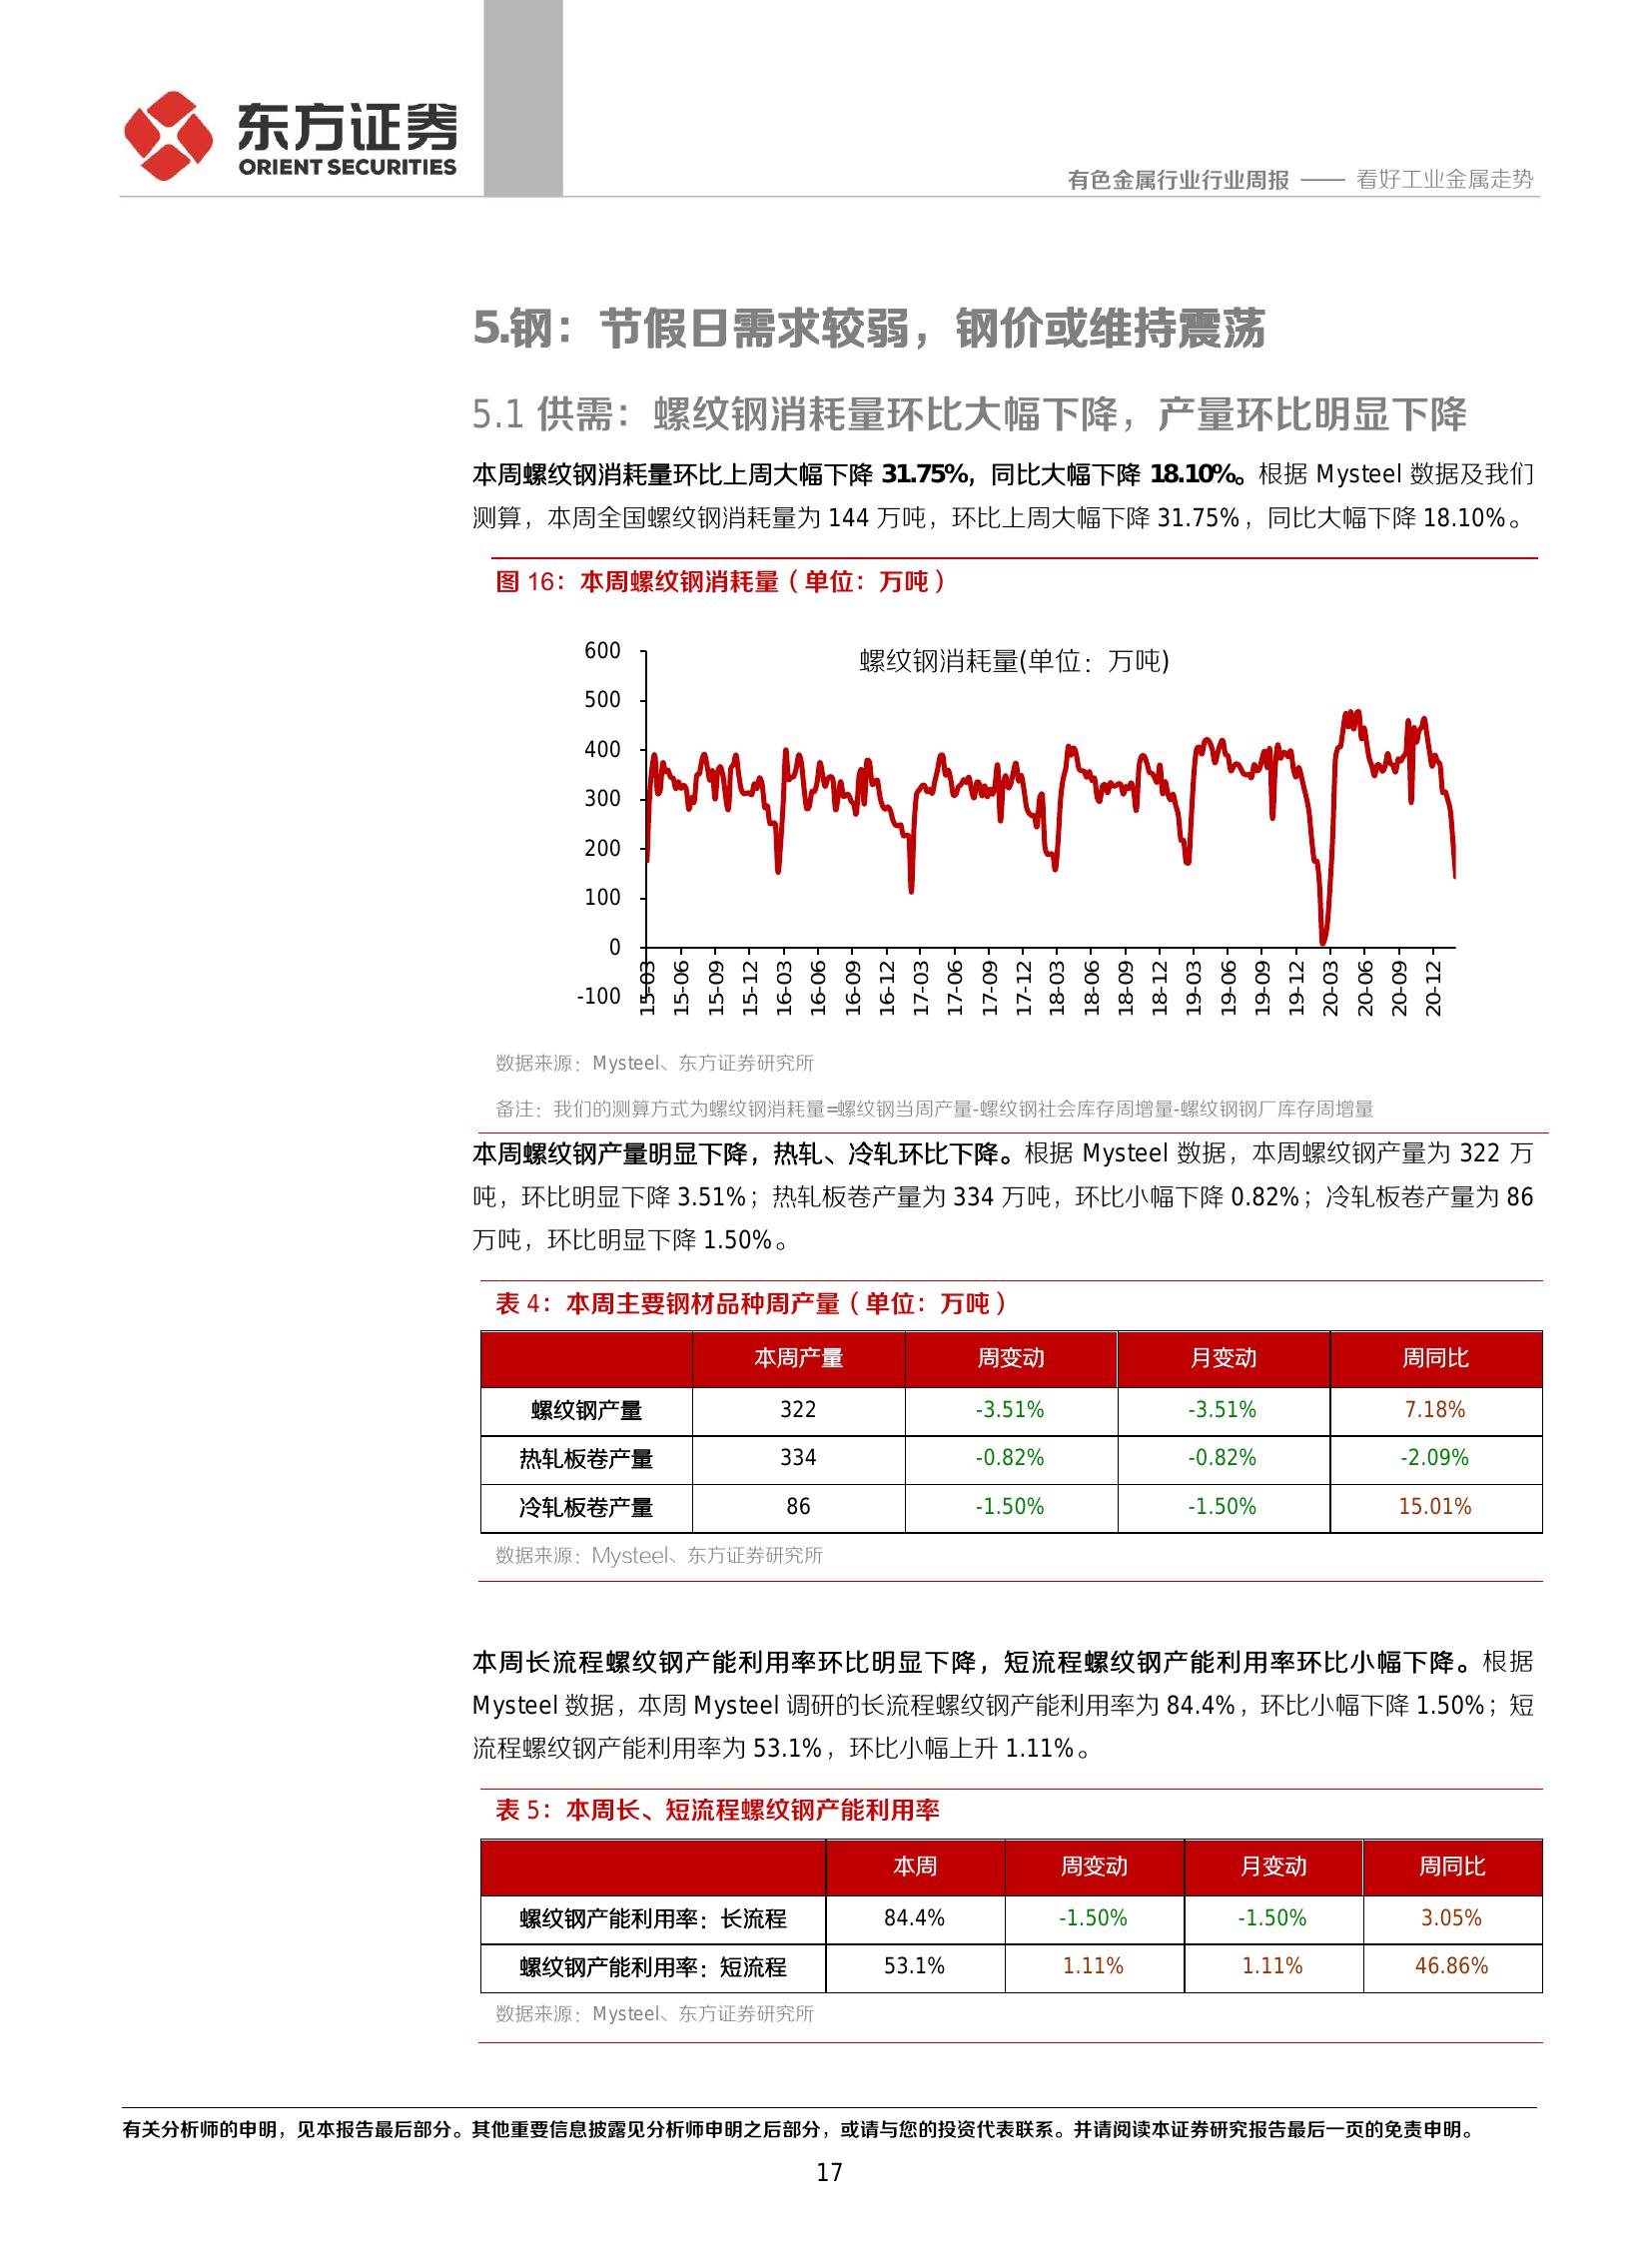 东方证券
ORIENT SECURITIES
有色金属行业行业周报 —— 看好工业金属走势
5.钢：节假日需求较弱，钢价或维持震荡
5.1 供需：螺纹钢消耗量环比大幅下降，产量环比明显下降
本周螺纹钢消耗量环比上周大幅下降 31.75%，同比大幅下降 18.10%。根据 Mysteel 数据及我们
测算，本周全国螺纹钢消耗量为 144 万吨，环比上周大幅下降 31.75%，同比大幅下降 18.10%。
图 16：本周螺纹钢消耗量（单位：万吨）
螺纹钢消耗量(单位：万吨)
600
500
400
300
200
100
0
-100
15-03 15-06 15-09 15-12 16-03 16-06 16-09 16-12 17-03 17-06 17-09 17-12 18-03 18-06 18-09 18-12 19-03 19-06 19-09 19-12 20-03 20-06 20-09 20-12
数据来源：Mysteel、东方证券研究所
备注：我们的测算方式为螺纹钢消耗量=螺纹钢当周产量-螺纹钢社会库存周增量-螺纹钢钢厂库存周增量
本周螺纹钢产量明显下降，热轧、冷轧环比下降。根据 Mysteel 数据，本周螺纹钢产量为 322 万
吨，环比明显下降 3.51%；热轧板卷产量为 334 万吨，环比小幅下降 0.82%；冷轧板卷产量为 86
万吨，环比明显下降 1.50%。
表 4：本周主要钢材品种周产量（单位：万吨）
本周产量 周变动 月变动 周同比
螺纹钢产量 322 -3.51% -3.51% 7.18%
热轧板卷产量 334 -0.82% -0.82% -2.09%
冷轧板卷产量 86 -1.50% -1.50% 15.01%
数据来源：Mysteel、东方证券研究所
本周长流程螺纹钢产能利用率环比明显下降，短流程螺纹钢产能利用率环比小幅下降。根据
Mysteel 数据，本周 Mysteel 调研的长流程螺纹钢产能利用率为 84.4%，环比小幅下降 1.50%；短
流程螺纹钢产能利用率为 53.1%，环比小幅上升 1.11%。
表 5：本周长、短流程螺纹钢产能利用率
本周 周变动 月变动 周同比
螺纹钢产能利用率：长流程 84.4% -1.50% -1.50% 3.05%
螺纹钢产能利用率：短流程 53.1% 1.11% 1.11% 46.86%
数据来源：Mysteel、东方证券研究所
有关分析师的申明，见本报告最后部分。其他重要信息披露见分析师申明之后部分，或请与您的投资代表联系。并请阅读本证券研究报告最后一页的免责申明。
17